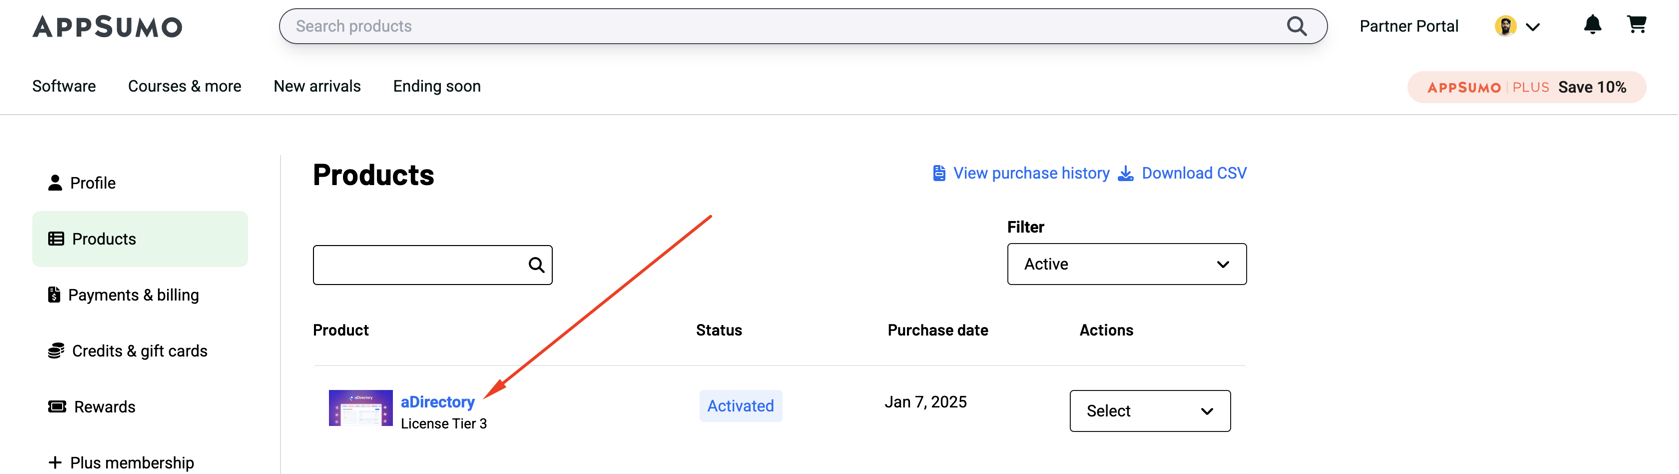 APPSUMO
Search products
Partner Portal
Software
Courses & more
New arrivals
Ending soon
APPSUMO | PLUS Save 10%
Profile
Products
Payments & billing
Credits & gift cards
Rewards
Plus membership
Products
View purchase history
Download CSV
Filter
Active
Product
Status
Purchase date
Actions
aDirectory
aDirectory
License Tier 3
Activated
Jan 7, 2025
Select